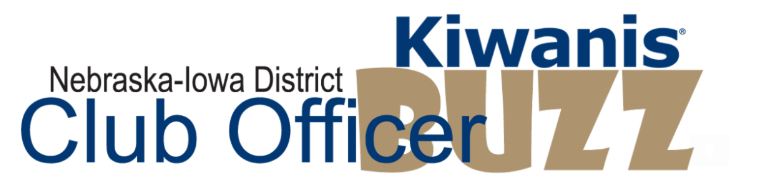 Kiwanis®
Nebraska-Iowa District
Club Officer BUZZ